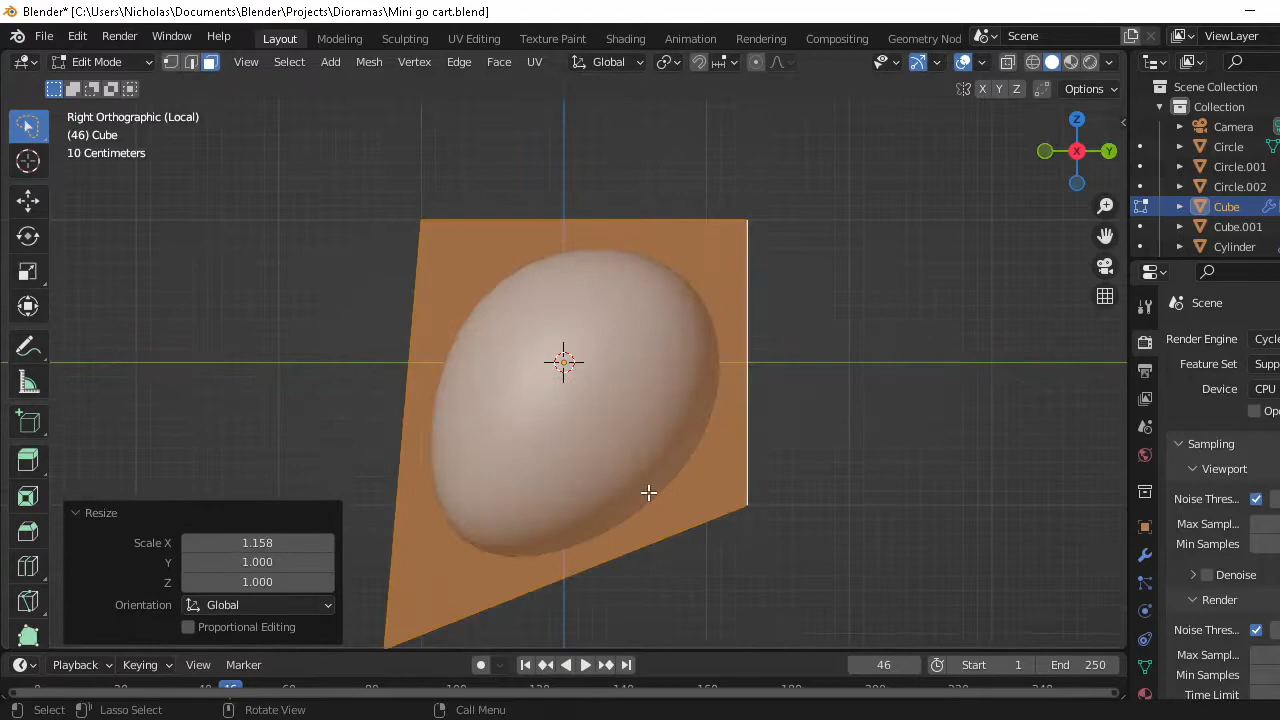 Blender* [C:\Users\Nicholas\Documents\Blender\Projects\Dioramas\Mini go cart.blend]
File Edit Render Window Help Layout Modeling Sculpting UV Editing Texture Paint Shading Animation Rendering Compositing Geometry Nod Scene ViewLayer
Edit Mode View Select Add Mesh Vertex Edge Face UV Global
X Y Z Options
Right Orthographic (Local)
(46) Cube
10 Centimeters
Z
X
Y
Scene Collection
Collection
Camera
Circle
Circle.001
Circle.002
Cube
Cube.001
Cylinder
Scene
Render Engine Cycle
Feature Set Supp
Device CPU
Op
Sampling
Viewport
Noise Thres...
Max Sampl...
Min Samples
Denoise
Render
Noise Thres...
Max Sampl...
Min Samples
Time Limit
Resize
Scale X 1.158
Y 1.000
Z 1.000
Orientation Global
Proportional Editing
Playback Keying View Marker 46 Start 1 End 250
Select Lasso Select Rotate View Call Menu